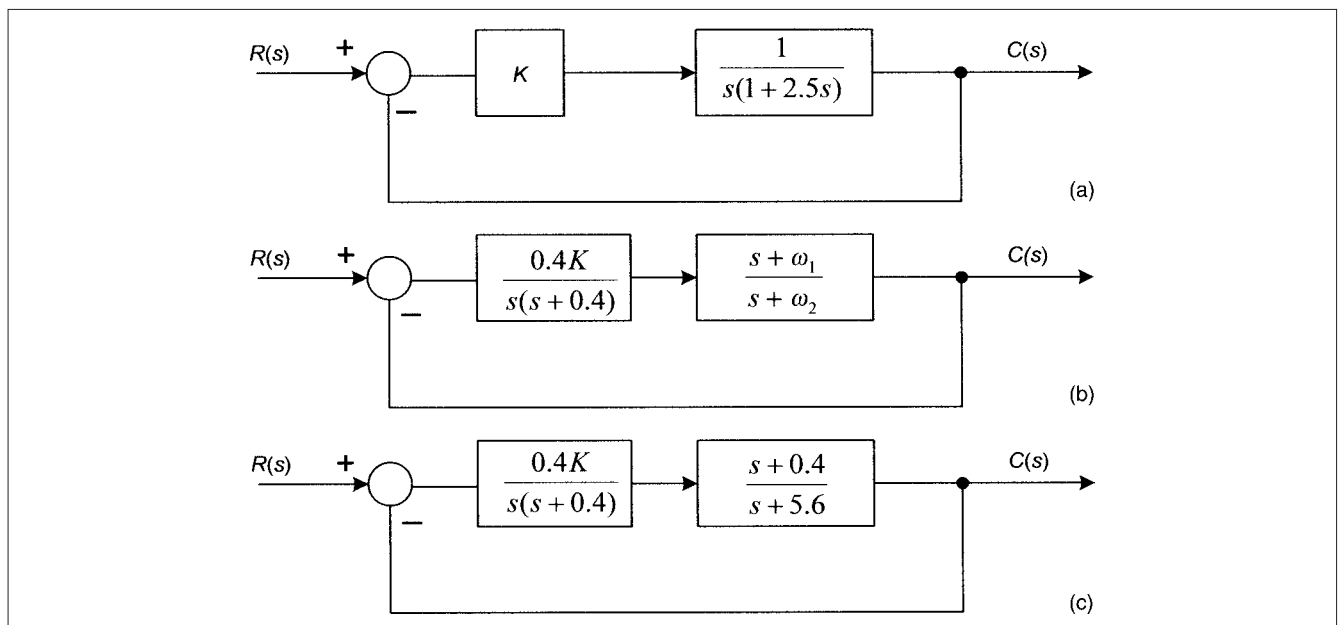 R(s) + K 1 C(s)
s(1 + 2.5s)
−
(a)
R(s) + 0.4K s + ω₁ C(s)
s(s + 0.4) s + ω₂
−
(b)
R(s) + 0.4K s + 0.4 C(s)
s(s + 0.4) s + 5.6
−
(c)